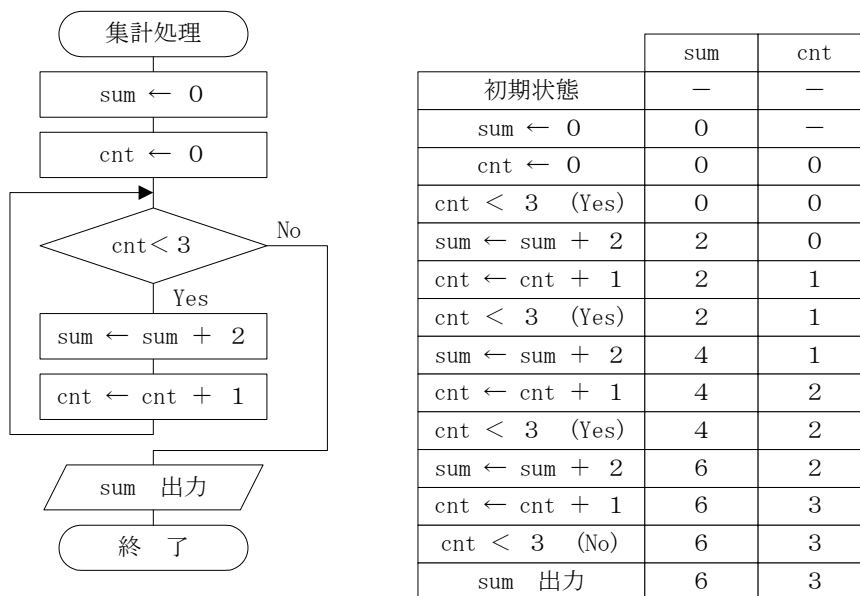 集計処理
sum ← ０
cnt ← ０
cnt＜３
No
Yes
sum ← sum ＋ ２
cnt ← cnt ＋ １
sum　出力
終　了
sum cnt
初期状態 － －
sum ← ０ ０ －
cnt ← ０ ０ ０
cnt ＜ ３ (Yes) ０ ０
sum ← sum ＋ ２ ２ ０
cnt ← cnt ＋ １ ２ １
cnt ＜ ３ (Yes) ２ １
sum ← sum ＋ ２ ４ １
cnt ← cnt ＋ １ ４ ２
cnt ＜ ３ (Yes) ４ ２
sum ← sum ＋ ２ ６ ２
cnt ← cnt ＋ １ ６ ３
cnt ＜ ３ (No) ６ ３
sum　出力 ６ ３